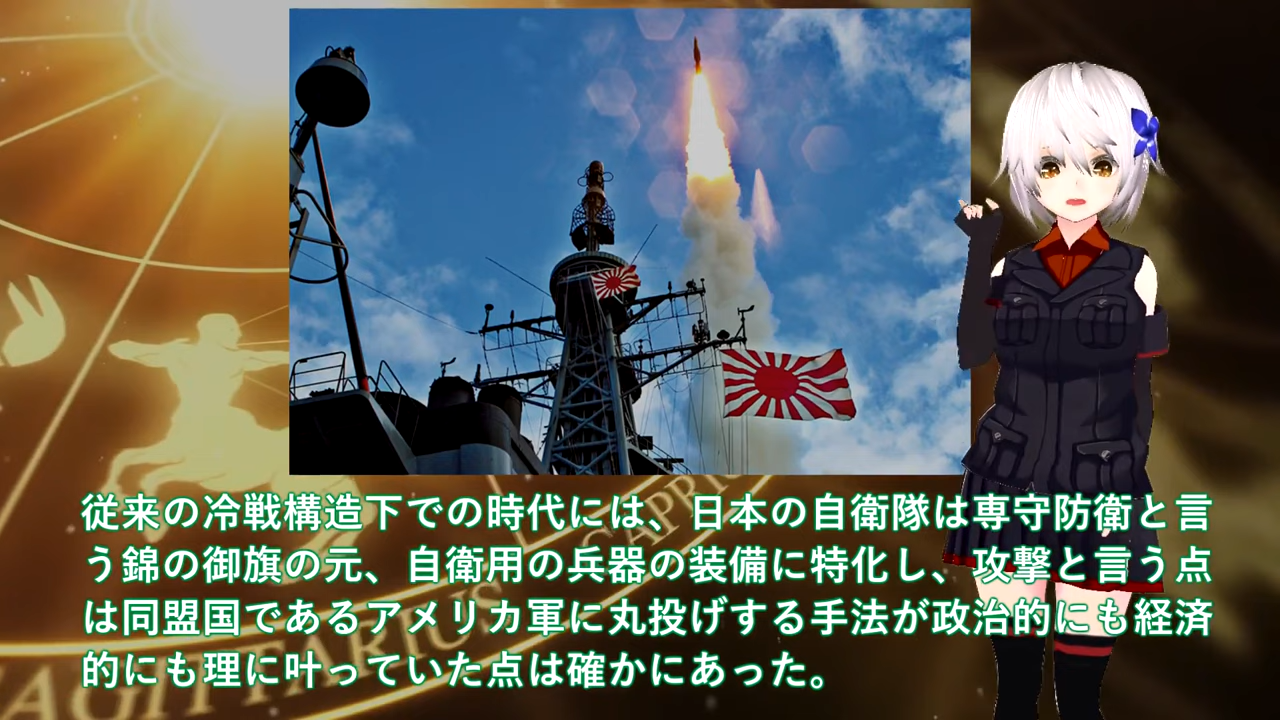 従来の冷戦構造下での時代には、日本の自衛隊は専守防衛と言
う錦の御旗の元、自衛用の兵器の装備に特化し、攻撃と言う点
は同盟国であるアメリカ軍に丸投げする手法が政治的にも経済
的にも理に叶っていた点は確かにあった。
SAGITTARIUS
CAPRIC